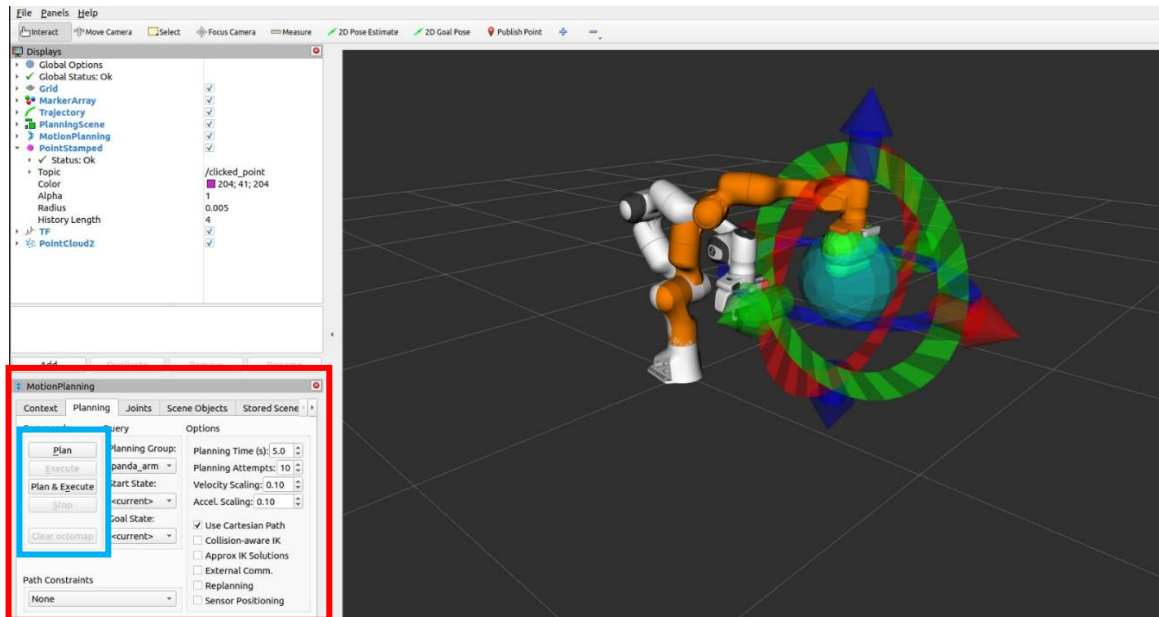 File Panels Help
Interact Move Camera Select Focus Camera Measure 2D Pose Estimate 2D Goal Pose Publish Point
Displays
Global Options
Global Status: Ok
Grid
MarkerArray
Trajectory
PlanningScene
MotionPlanning
PointStamped
Status: Ok
Topic /clicked_point
Color 204; 41; 204
Alpha 1
Radius 0.005
History Length 4
TF
PointCloud2
Add Duplicate Remove Rename
MotionPlanning
Context Planning Joints Scene Objects Stored Scene
Query Options
Plan Planning Group: Planning Time (s): 5.0
Execute panda_arm Planning Attempts: 10
Plan & Execute Start State: Velocity Scaling: 0.10
Stop <current> Accel. Scaling: 0.10
Goal State: Use Cartesian Path
Clear octomap <current> Collision-aware IK
Approx IK Solutions
External Comm.
Path Constraints Replanning
None Sensor Positioning